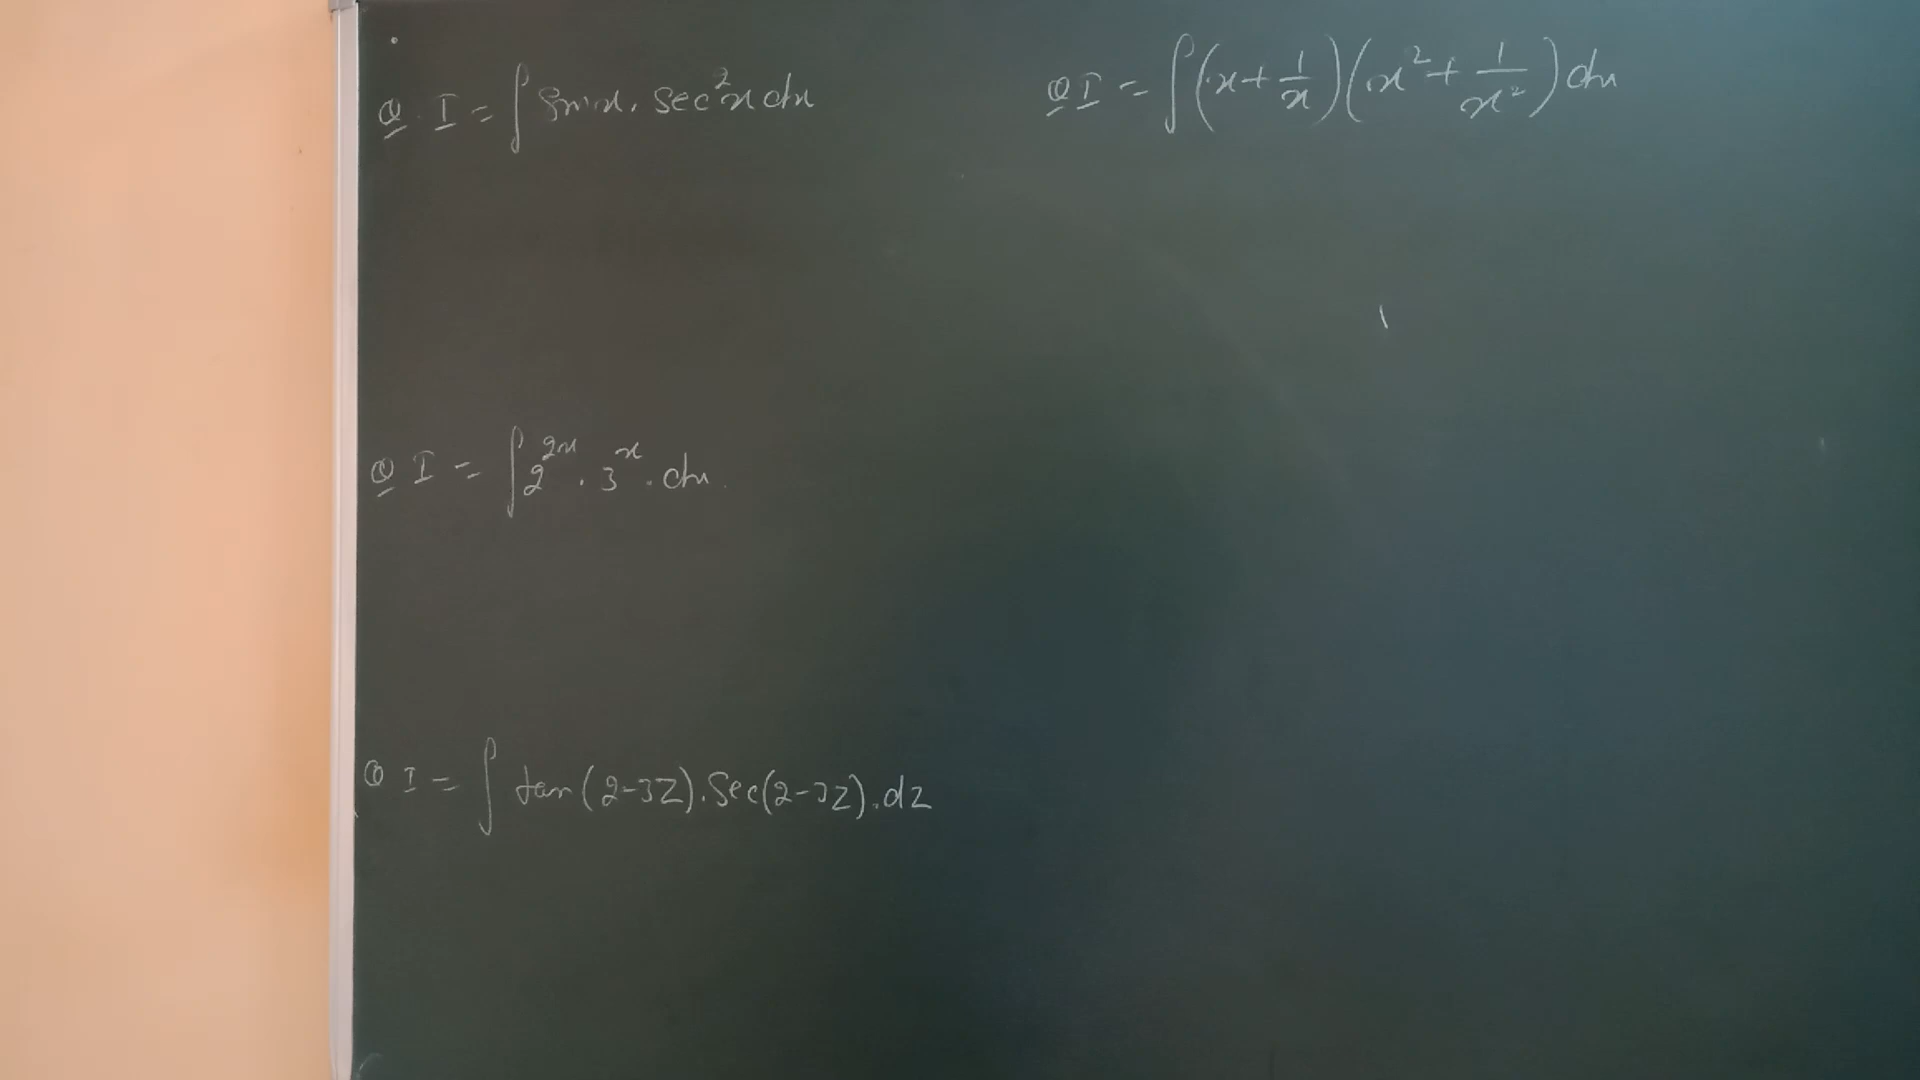 Q. I = ∫ Sinx. sec²x dx
Q I = ∫(x + 1/x)(x² + 1/x²) dx
Q I = ∫ 2^2x . 3^x . dx
Q I = ∫ tan(2-3z).Sec(2-3z).dz